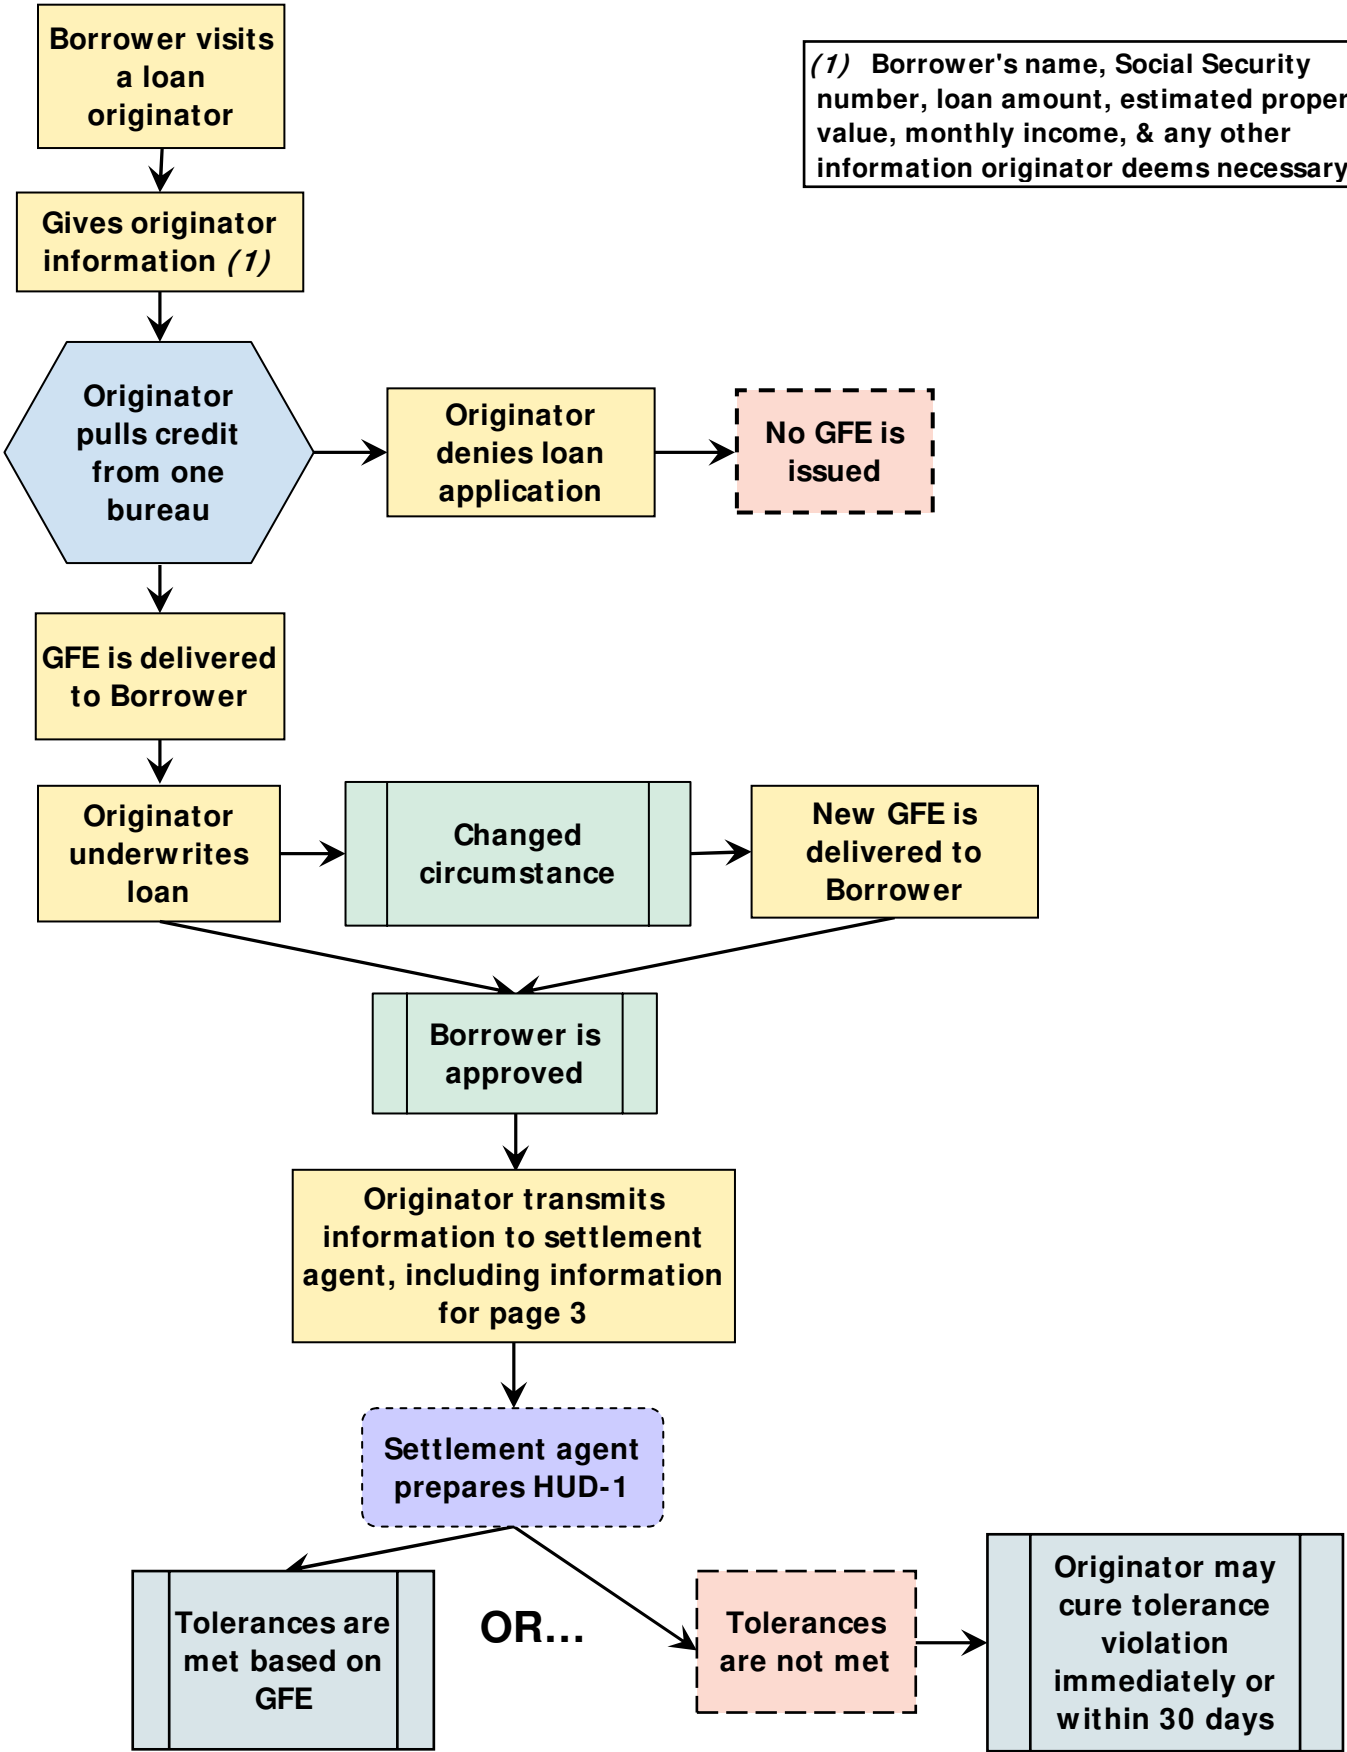 Borrower visits
a loan
originator
(1) Borrower's name, Social Security
number, loan amount, estimated proper
value, monthly income, & any other
information originator deems necessary
Gives originator
information (1)
Originator
pulls credit
from one
bureau
Originator
denies loan
application
No GFE is
issued
GFE is delivered
to Borrower
Originator
underwrites
loan
Changed
circumstance
New GFE is
delivered to
Borrower
Borrower is
approved
Originator transmits
information to settlement
agent, including information
for page 3
Settlement agent
prepares HUD-1
Tolerances are
met based on
GFE
OR...
Tolerances
are not met
Originator may
cure tolerance
violation
immediately or
within 30 days